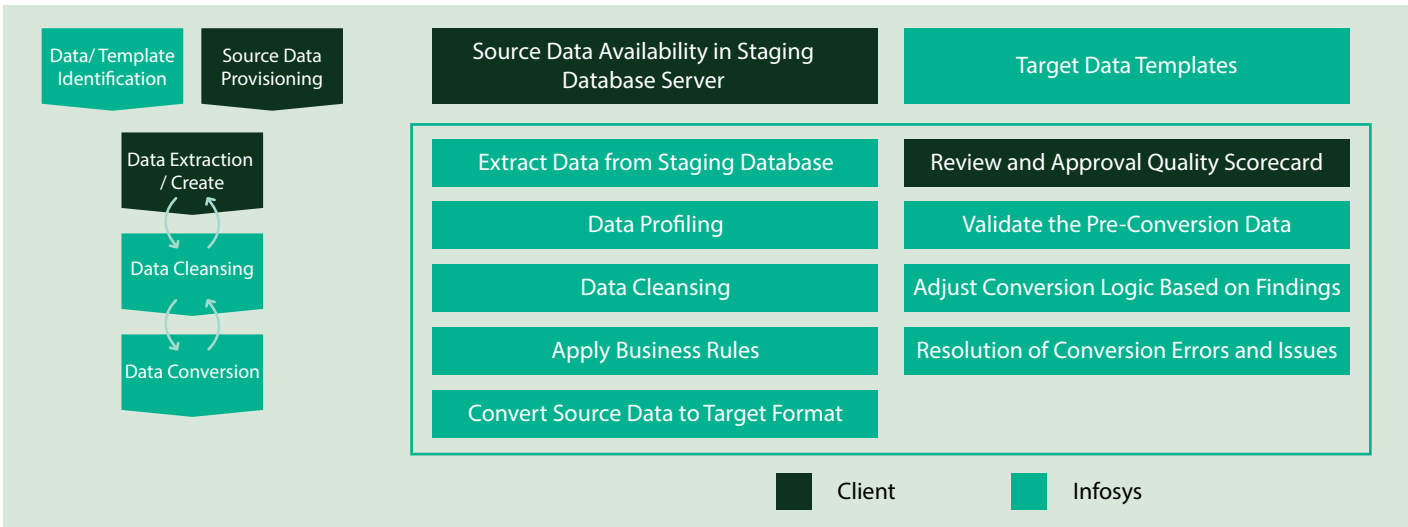 Data/ Template
Identification
Source Data
Provisioning
Data Extraction
/ Create
Data Cleansing
Data Conversion
Source Data Availability in Staging
Database Server
Target Data Templates
Extract Data from Staging Database
Review and Approval Quality Scorecard
Data Profiling
Validate the Pre-Conversion Data
Data Cleansing
Adjust Conversion Logic Based on Findings
Apply Business Rules
Resolution of Conversion Errors and Issues
Convert Source Data to Target Format
Client
Infosys